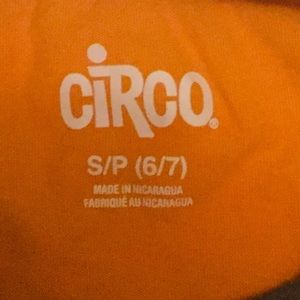 CiRCO®
S/P (6/7)
MADE IN NICARAGUA
FABRIQUÉ AU NICARAGUA